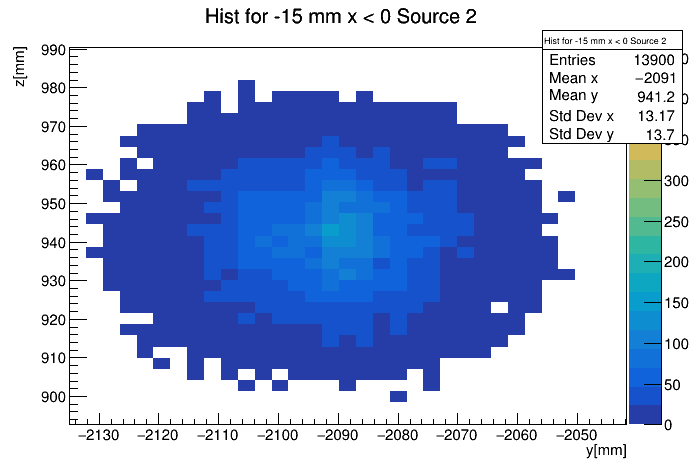 Hist for -15 mm x < 0 Source 2
Hist for -15 mm x < 0 Source 2
Entries 13900
Mean x −2091
Mean y 941.2
Std Dev x 13.17
Std Dev y 13.7
z[mm]
990
980
970
960
950
940
930
920
910
900
−2130 −2120 −2110 −2100 −2090 −2080 −2070 −2060 −2050
y[mm]
0
0
350
300
250
200
150
100
50
0